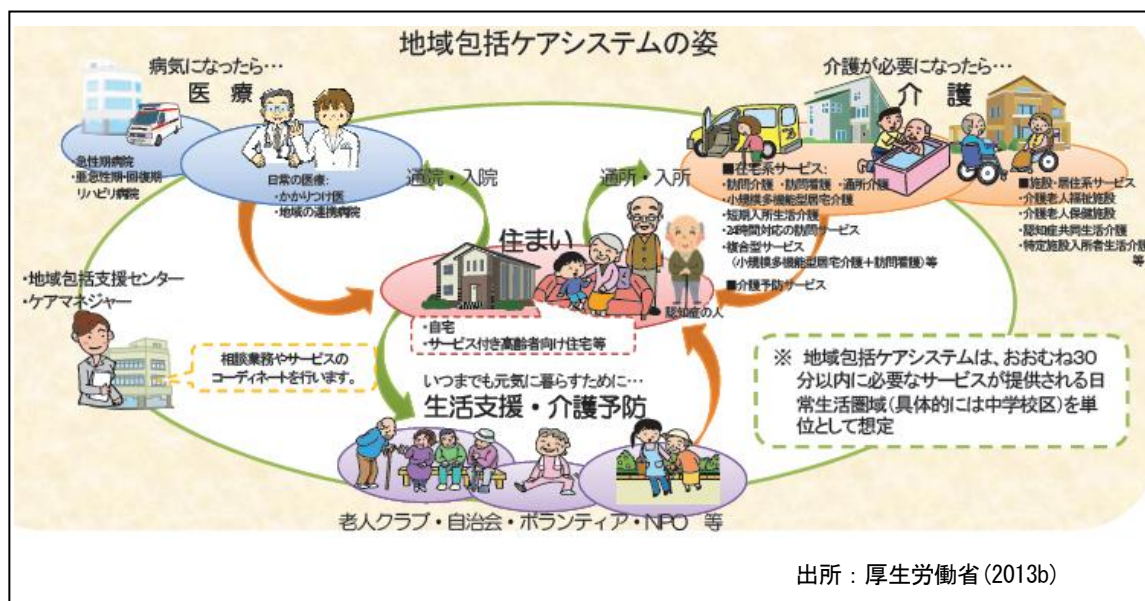 地域包括ケアシステムの姿
病気になったら…
医 療
・急性期病院
・亜急性期・回復期
リハビリ病院
日常の医療:
・かかりつけ医
・地域の連携病院
通院・入院
通所・入所
介護が必要になったら…
介 護
■在宅系サービス:
・訪問介護 ・訪問看護 ・通所介護
・小規模多機能型居宅介護
・短期入所生活介護
・24時間対応の訪問サービス
・複合型サービス
(小規模多機能型居宅介護+訪問看護)等
■介護予防サービス
■施設・居住系サービス
・介護老人福祉施設
・介護老人保健施設
・認知症共同生活介護
・特定施設入所者生活介護
等
住まい
認知症の人
・自宅
・サービス付き高齢者向け住宅等
・地域包括支援センター
・ケアマネジャー
相談業務やサービスの
コーディネートを行います。
いつまでも元気に暮らすために…
生活支援・介護予防
老人クラブ・自治会・ボランティア・NPO 等
※ 地域包括ケアシステムは、おおむね30
分以内に必要なサービスが提供される日
常生活圏域(具体的には中学校区)を単
位として想定
出所：厚生労働省(2013b)